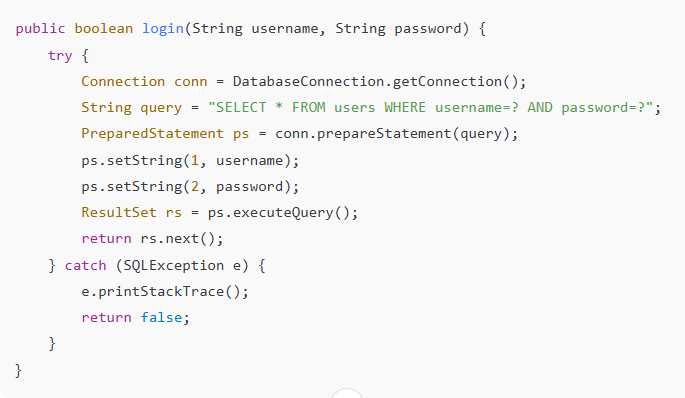 public boolean login(String username, String password) {
    try {
        Connection conn = DatabaseConnection.getConnection();
        String query = "SELECT * FROM users WHERE username=? AND password=?";
        PreparedStatement ps = conn.prepareStatement(query);
        ps.setString(1, username);
        ps.setString(2, password);
        ResultSet rs = ps.executeQuery();
        return rs.next();
    } catch (SQLException e) {
        e.printStackTrace();
        return false;
    }
}